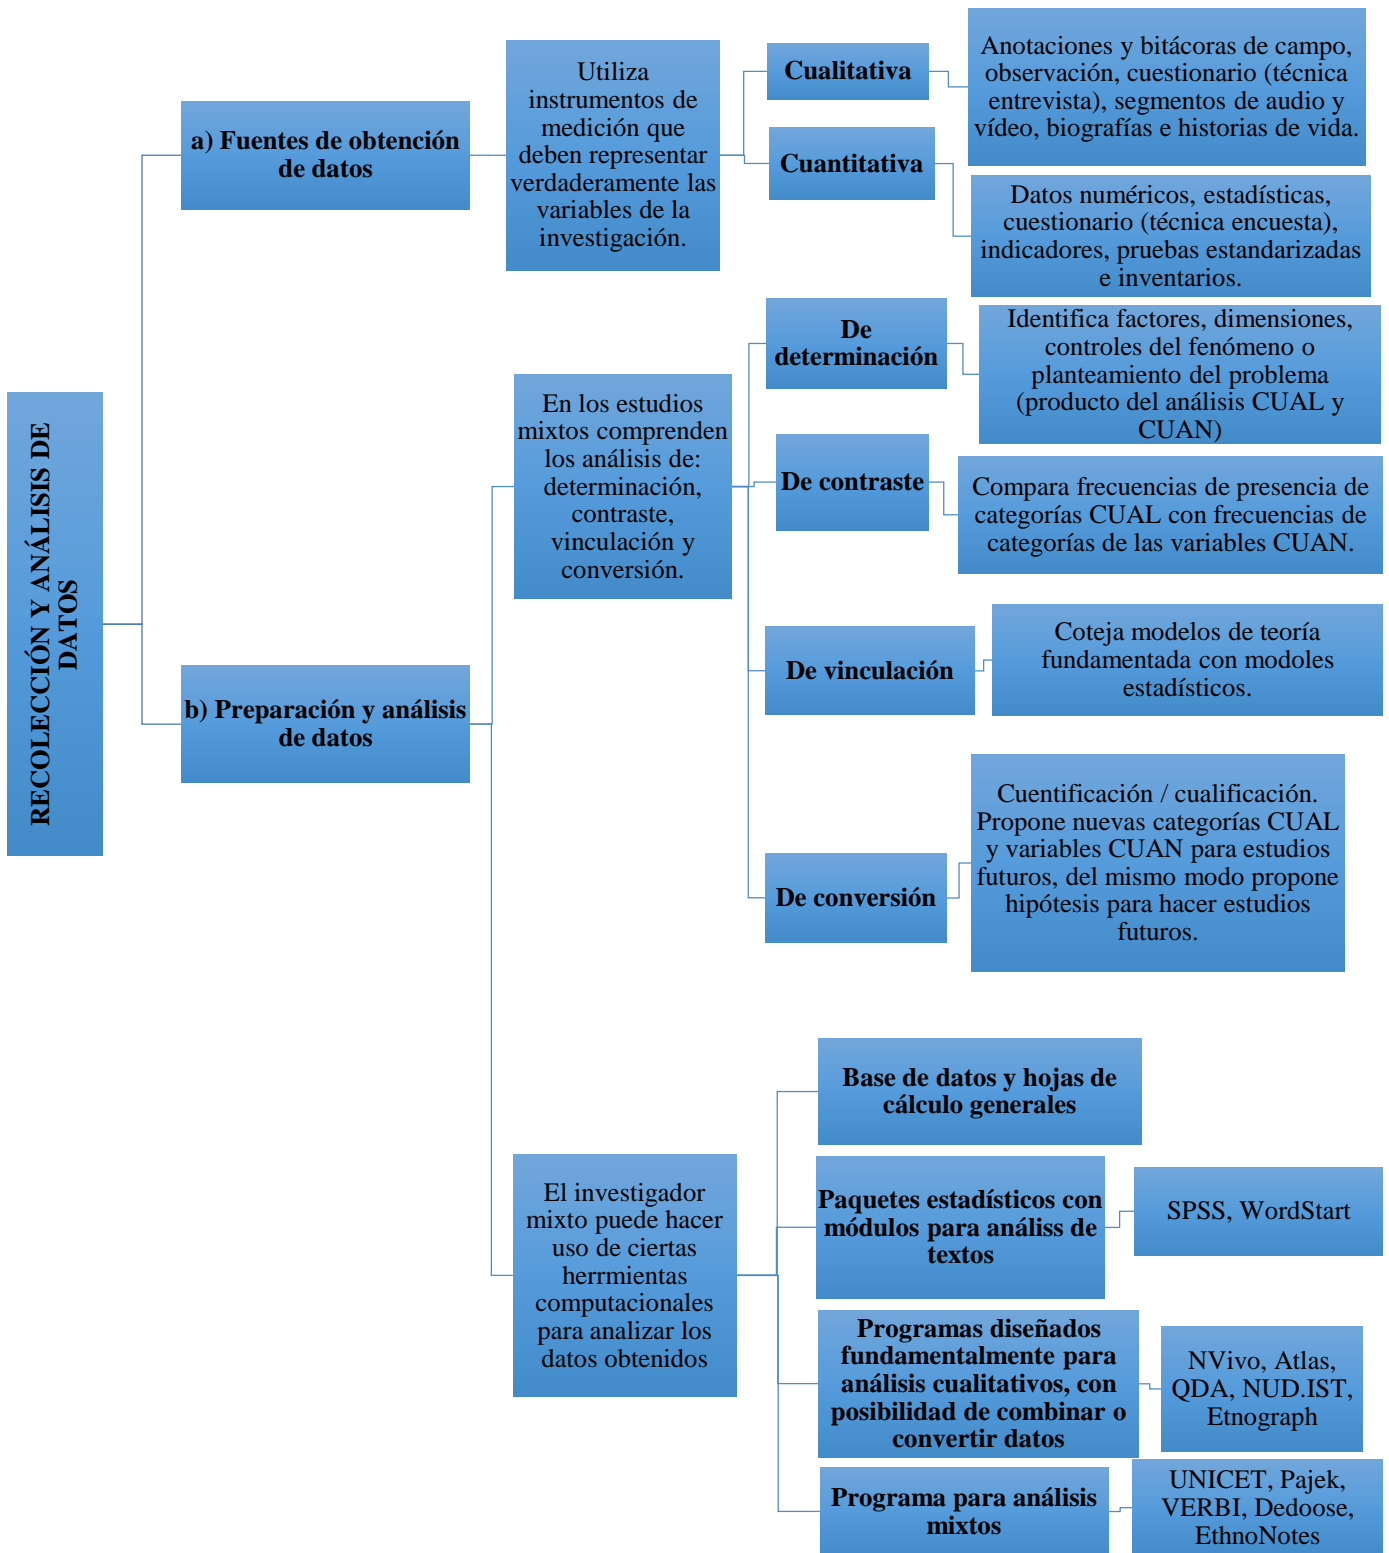 RECOLECCIÓN Y ANÁLISIS DE
DATOS
a) Fuentes de obtención
de datos
Utiliza
instrumentos de
medición que
deben representar
verdaderamente las
variables de la
investigación.
Cualitativa
Anotaciones y bitácoras de campo,
observación, cuestionario (técnica
entrevista), segmentos de audio y
vídeo, biografías e historias de vida.
Cuantitativa
Datos numéricos, estadísticas,
cuestionario (técnica encuesta),
indicadores, pruebas estandarizadas
e inventarios.
b) Preparación y análisis
de datos
En los estudios
mixtos comprenden
los análisis de:
determinación,
contraste,
vinculación y
conversión.
De
determinación
Identifica factores, dimensiones,
controles del fenómeno o
planteamiento del problema
(producto del análisis CUAL y
CUAN)
De contraste
Compara frecuencias de presencia de
categorías CUAL con frecuencias de
categorías de las variables CUAN.
De vinculación
Coteja modelos de teoría
fundamentada con modoles
estadísticos.
De conversión
Cuentificación / cualificación.
Propone nuevas categorías CUAL
y variables CUAN para estudios
futuros, del mismo modo propone
hipótesis para hacer estudios
futuros.
El investigador
mixto puede hacer
uso de ciertas
herrmientas
computacionales
para analizar los
datos obtenidos
Base de datos y hojas de
cálculo generales
Paquetes estadísticos con
módulos para análiss de
textos
SPSS, WordStart
Programas diseñados
fundamentalmente para
análisis cualitativos, con
posibilidad de combinar o
convertir datos
NVivo, Atlas,
QDA, NUD.IST,
Etnograph
Programa para análisis
mixtos
UNICET, Pajek,
VERBI, Dedoose,
EthnoNotes